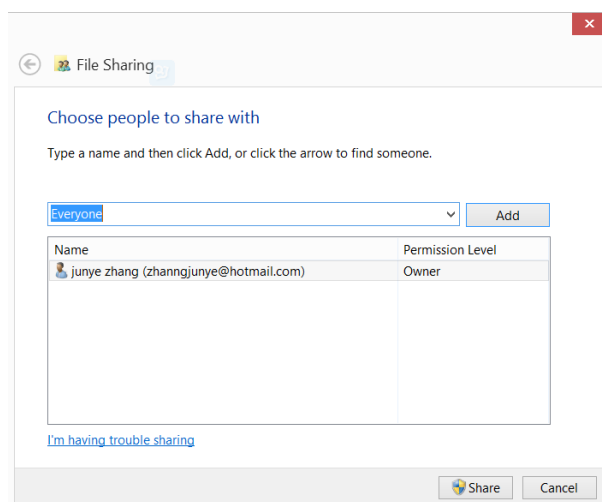 File Sharing
Choose people to share with
Type a name and then click Add, or click the arrow to find someone.
Everyone
Add
Name Permission Level
junye zhang (zhanngjunye@hotmail.com) Owner
I'm having trouble sharing
Share Cancel